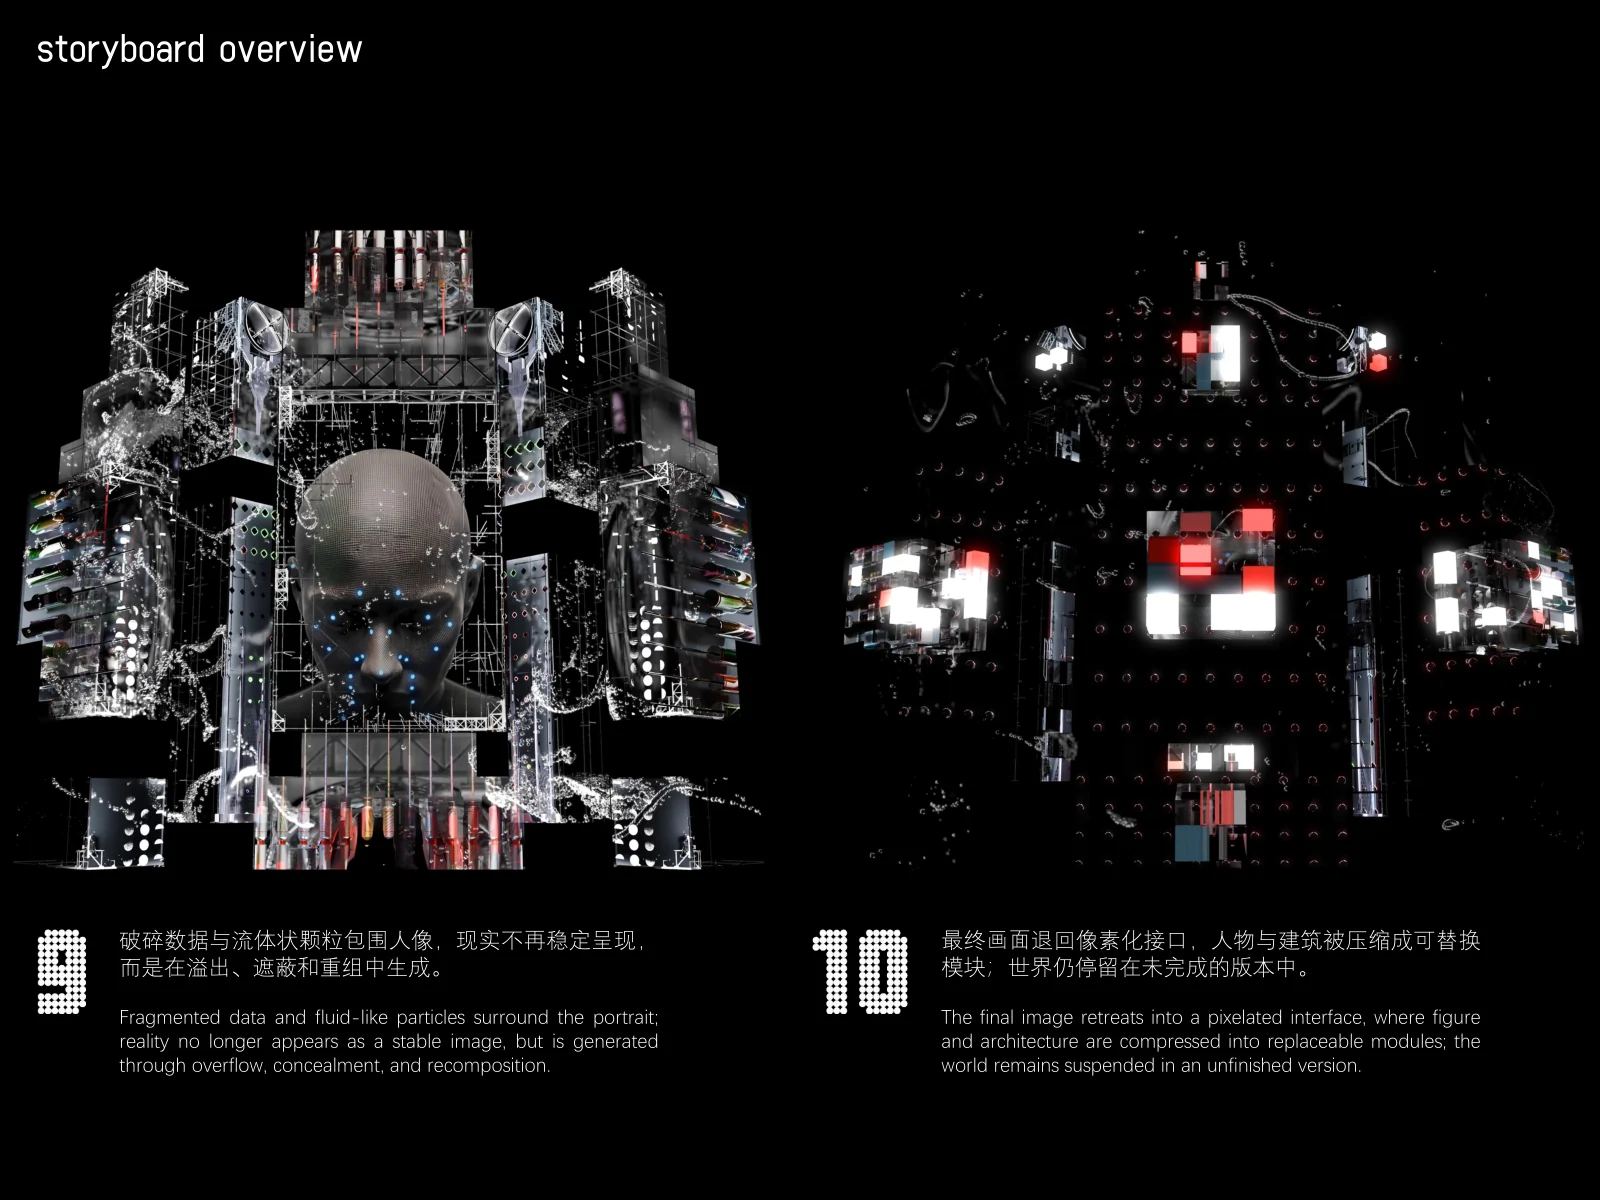 storyboard overview
9
破碎数据与流体状颗粒包围人像，现实不再稳定呈现，
而是在溢出、遮蔽和重组中生成。
Fragmented data and fluid-like particles surround the portrait;
reality no longer appears as a stable image, but is generated
through overflow, concealment, and recomposition.
10
最终画面退回像素化接口，人物与建筑被压缩成可替换
模块；世界仍停留在未完成的版本中。
The final image retreats into a pixelated interface, where figure
and architecture are compressed into replaceable modules; the
world remains suspended in an unfinished version.